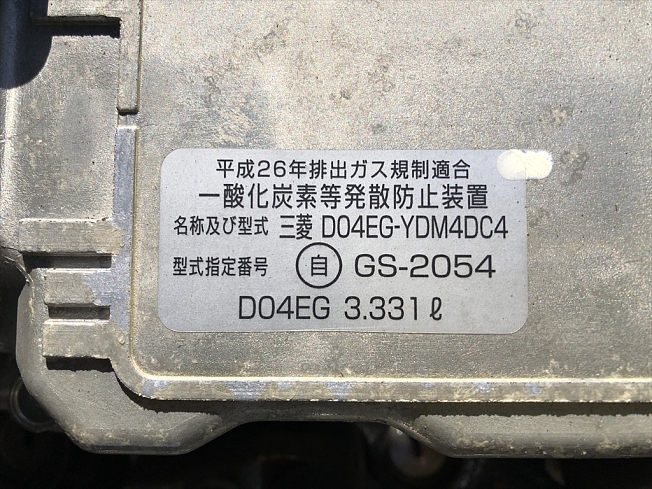 平成26年排出ガス規制適合
一酸化炭素等発散防止装置
名称及び型式 三菱 D04EG-YDM4DC4
型式指定番号 自 GS-2054
D04EG 3.331ℓ